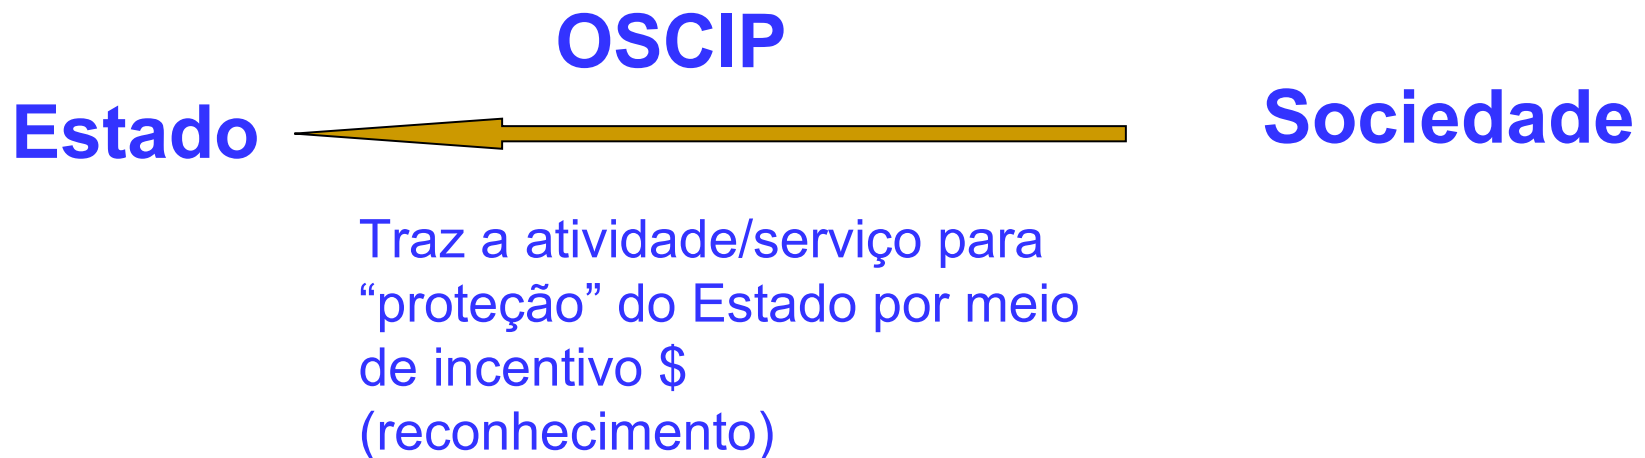 OSCIP
Estado
Sociedade
Traz a atividade/serviço para
“proteção” do Estado por meio
de incentivo $
(reconhecimento)